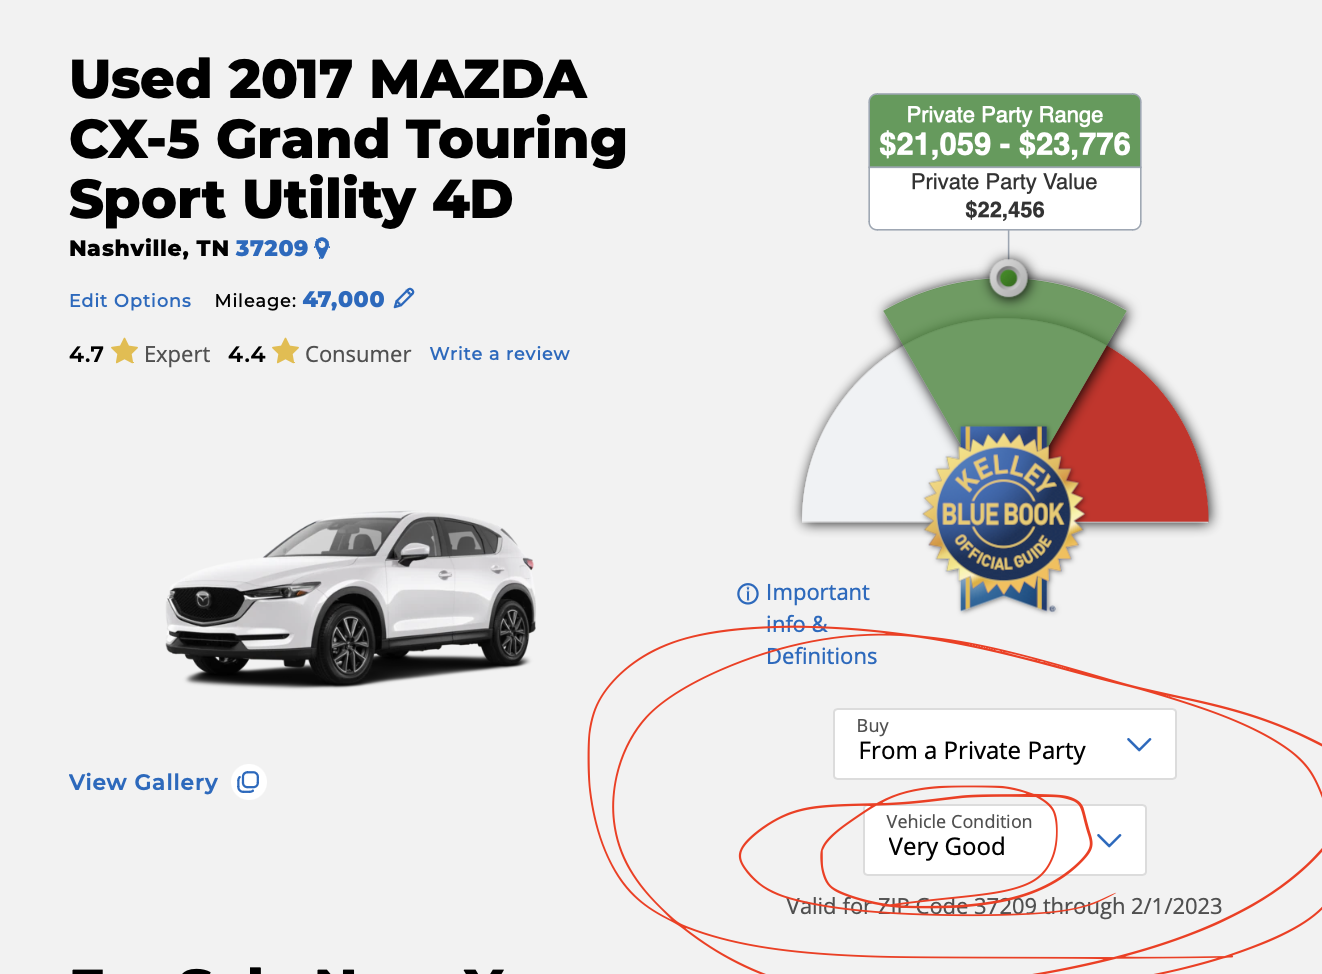 Used 2017 MAZDA
CX-5 Grand Touring
Sport Utility 4D
Nashville, TN 37209
Edit Options Mileage: 47,000
4.7 Expert 4.4 Consumer Write a review
View Gallery
Private Party Range
$21,059 - $23,776
Private Party Value
$22,456
KELLEY
BLUE BOOK
OFFICIAL GUIDE
Important
info &
Definitions
Buy
From a Private Party
Vehicle Condition
Very Good
Valid for ZIP Code 37209 through 2/1/2023